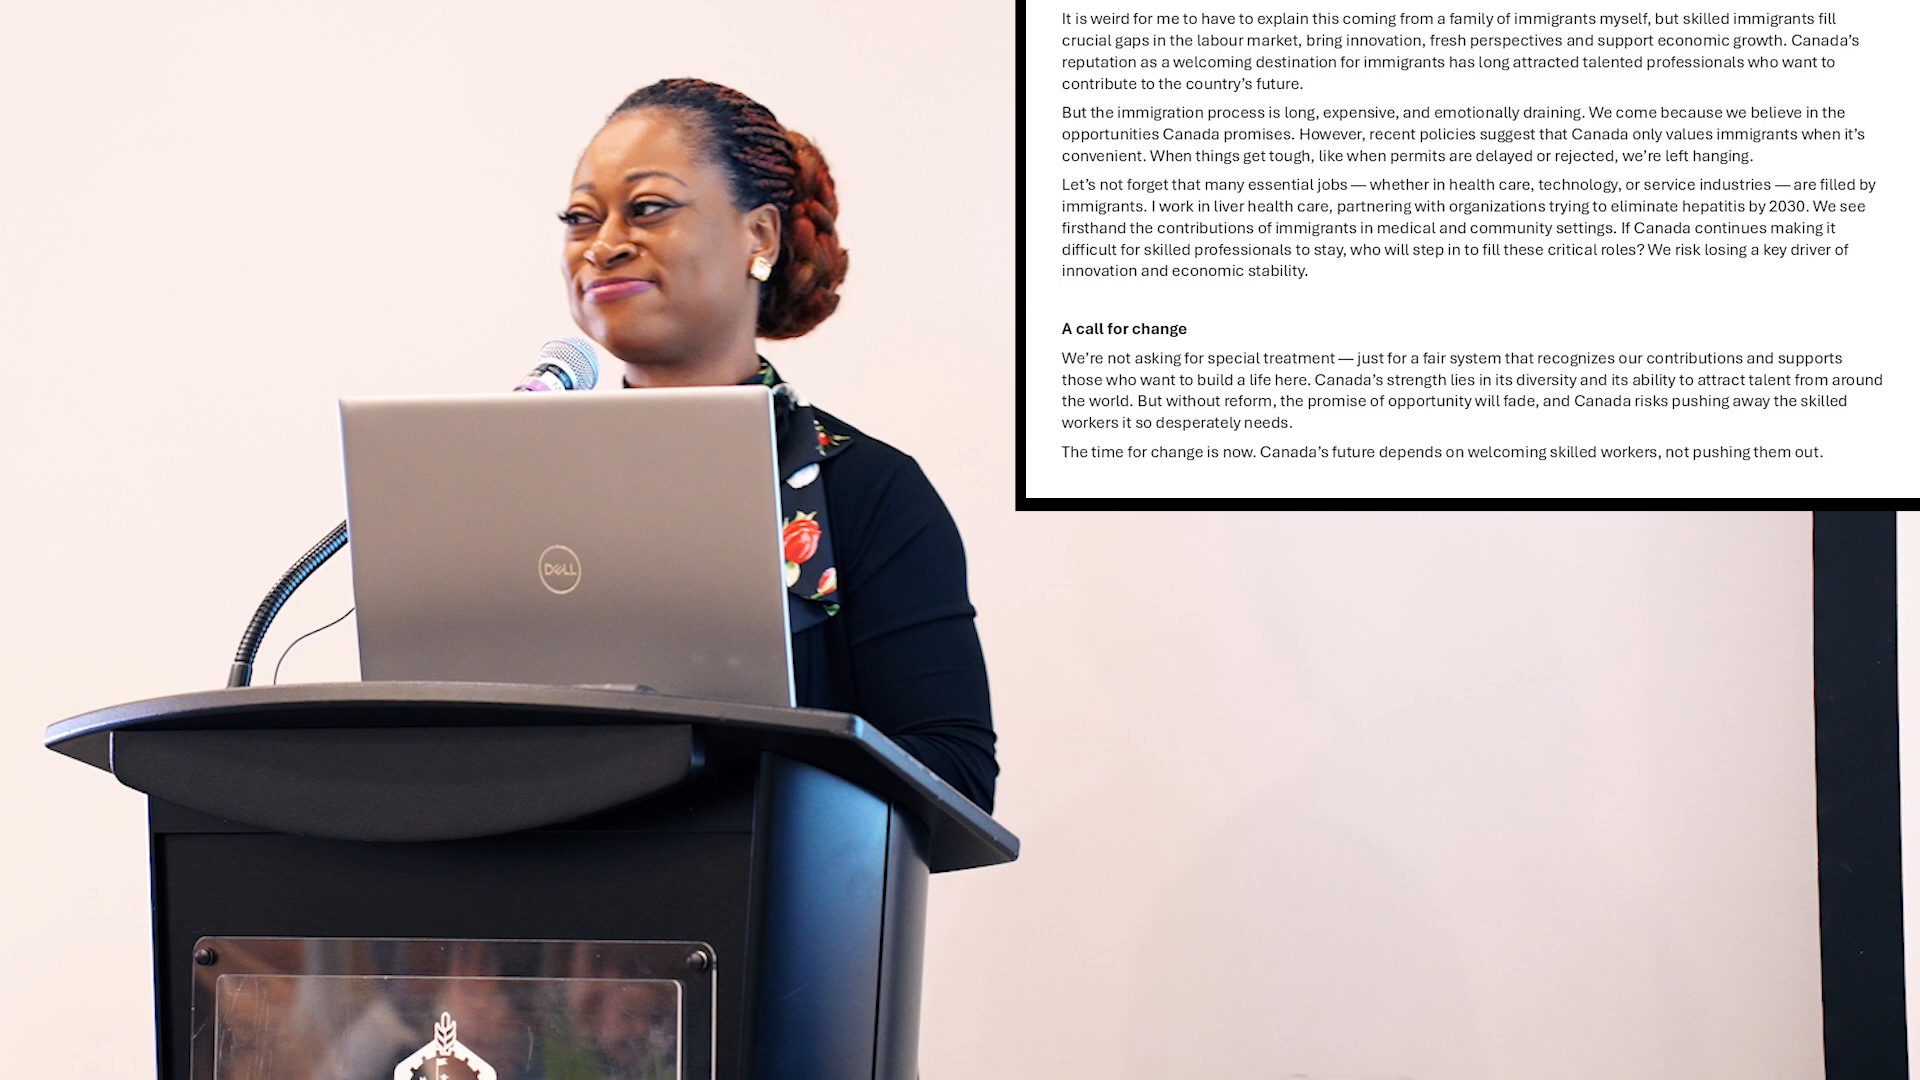 It is weird for me to have to explain this coming from a family of immigrants myself, but skilled immigrants fill
crucial gaps in the labour market, bring innovation, fresh perspectives and support economic growth. Canada’s
reputation as a welcoming destination for immigrants has long attracted talented professionals who want to
contribute to the country’s future.
But the immigration process is long, expensive, and emotionally draining. We come because we believe in the
opportunities Canada promises. However, recent policies suggest that Canada only values immigrants when it’s
convenient. When things get tough, like when permits are delayed or rejected, we’re left hanging.
Let’s not forget that many essential jobs — whether in health care, technology, or service industries — are filled by
immigrants. I work in liver health care, partnering with organizations trying to eliminate hepatitis by 2030. We see
firsthand the contributions of immigrants in medical and community settings. If Canada continues making it
difficult for skilled professionals to stay, who will step in to fill these critical roles? We risk losing a key driver of
innovation and economic stability.
A call for change
We’re not asking for special treatment — just for a fair system that recognizes our contributions and supports
those who want to build a life here. Canada’s strength lies in its diversity and its ability to attract talent from around
the world. But without reform, the promise of opportunity will fade, and Canada risks pushing away the skilled
workers it so desperately needs.
The time for change is now. Canada’s future depends on welcoming skilled workers, not pushing them out.
DELL